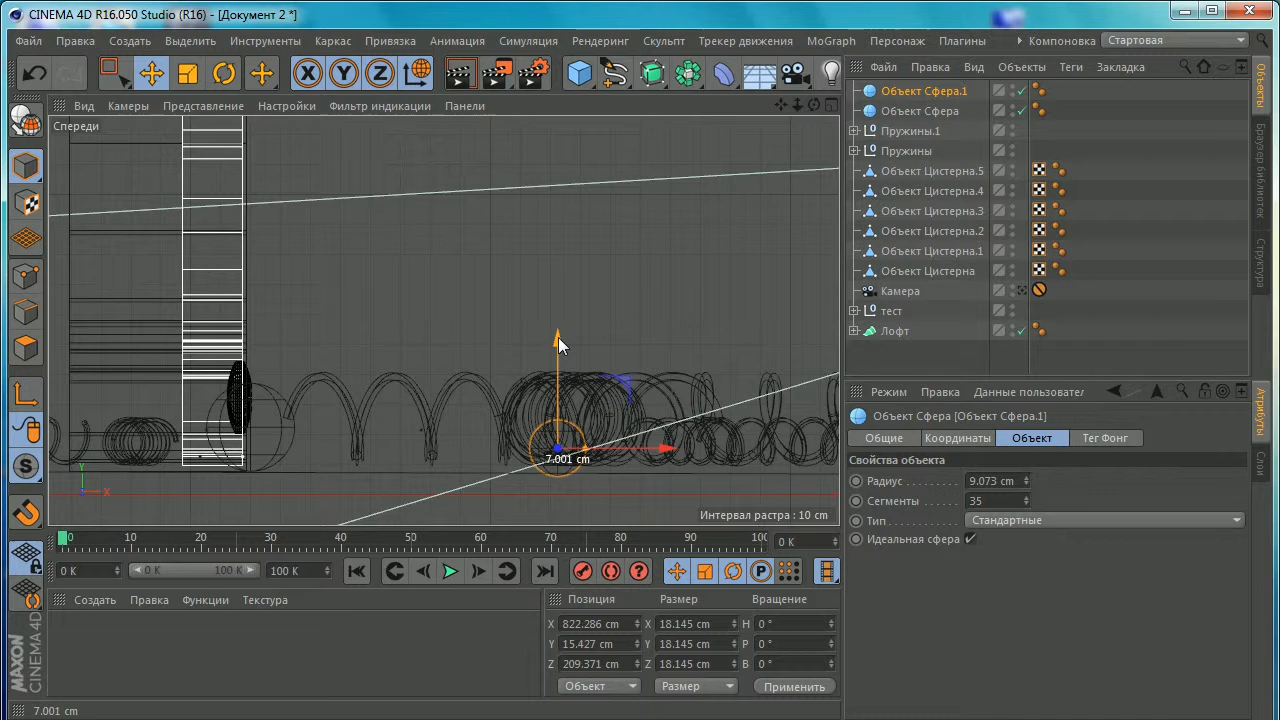 CINEMA 4D R16.050 Studio (R16) - [Документ 2 *]
Файл Правка Создать Выделить Инструменты Каркас Привязка Анимация Симуляция Рендеринг Скульпт Трекер движения MoGraph Персонаж Плагины Компоновка Стартовая
X Y Z
Вид Камеры Представление Настройки Фильтр индикации Панели
Спереди
7.001 cm
Y
X
Интервал растра : 10 cm
Файл Правка Вид Объекты Теги Закладка
Объект Сфера.1
Объект Сфера
Пружины.1
Пружины
Объект Цистерна.5
Объект Цистерна.4
Объект Цистерна.3
Объект Цистерна.2
Объект Цистерна.1
Объект Цистерна
Камера
тест
Лофт
Объекты
Браузер библиотек
Структура
Режим Правка Данные пользовател
Объект Сфера [Объект Сфера.1]
Общие Координаты Объект Тег Фонг
Свойства объекта
Радиус 9.073 cm
Сегменты 35
Тип Стандартные
Идеальная сфера
Атрибуты
Слои
0 10 20 30 40 50 60 70 80 90 100 0 K
0 K 0 K 100 K 100 K P
Создать Правка Функции Текстура
Позиция Размер Вращение
X 822.286 cm X 18.145 cm H 0 °
Y 15.427 cm Y 18.145 cm P 0 °
Z 209.371 cm Z 18.145 cm B 0 °
Объект Размер Применить
MAXON
CINEMA 4D
7.001 cm